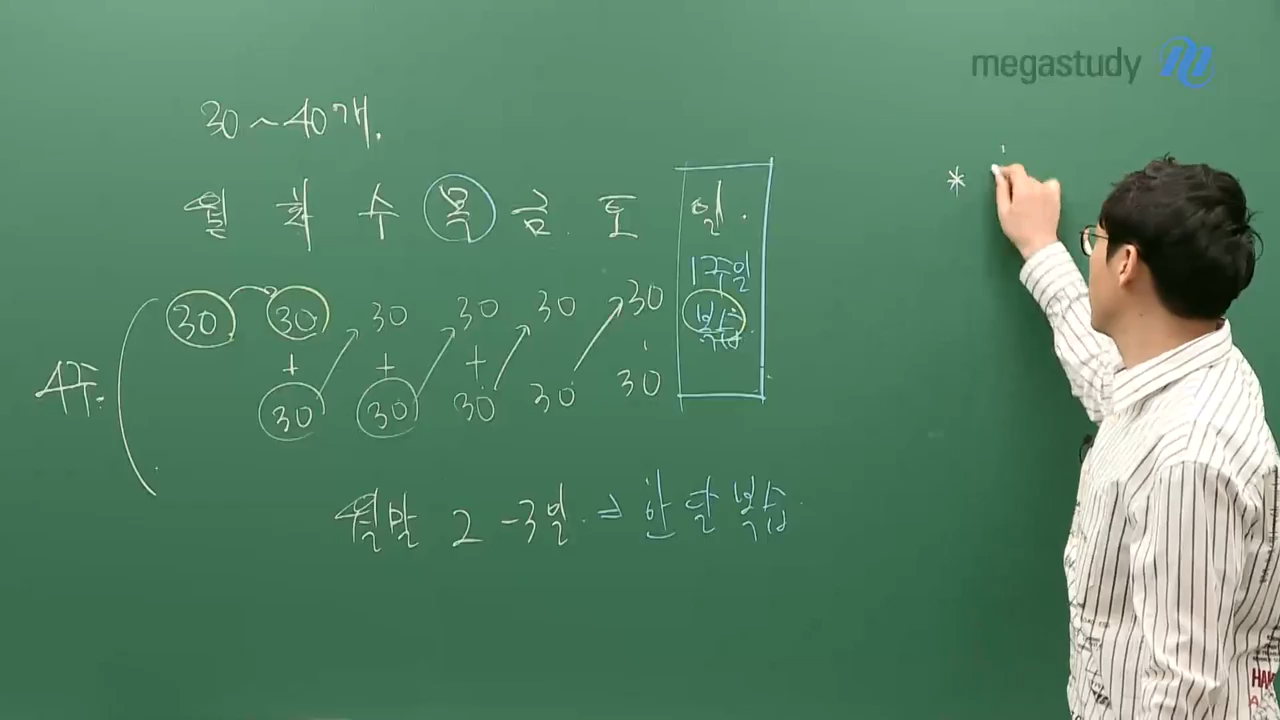 megastudy
30~40개.
월 화 수 목 금. 토 일.
1주일
복습
30 30 30 30 30 30
+ + +
30 30 30 30 30
4주.
월말 2-3일. ⇒ 한달복습
*
HAN
A